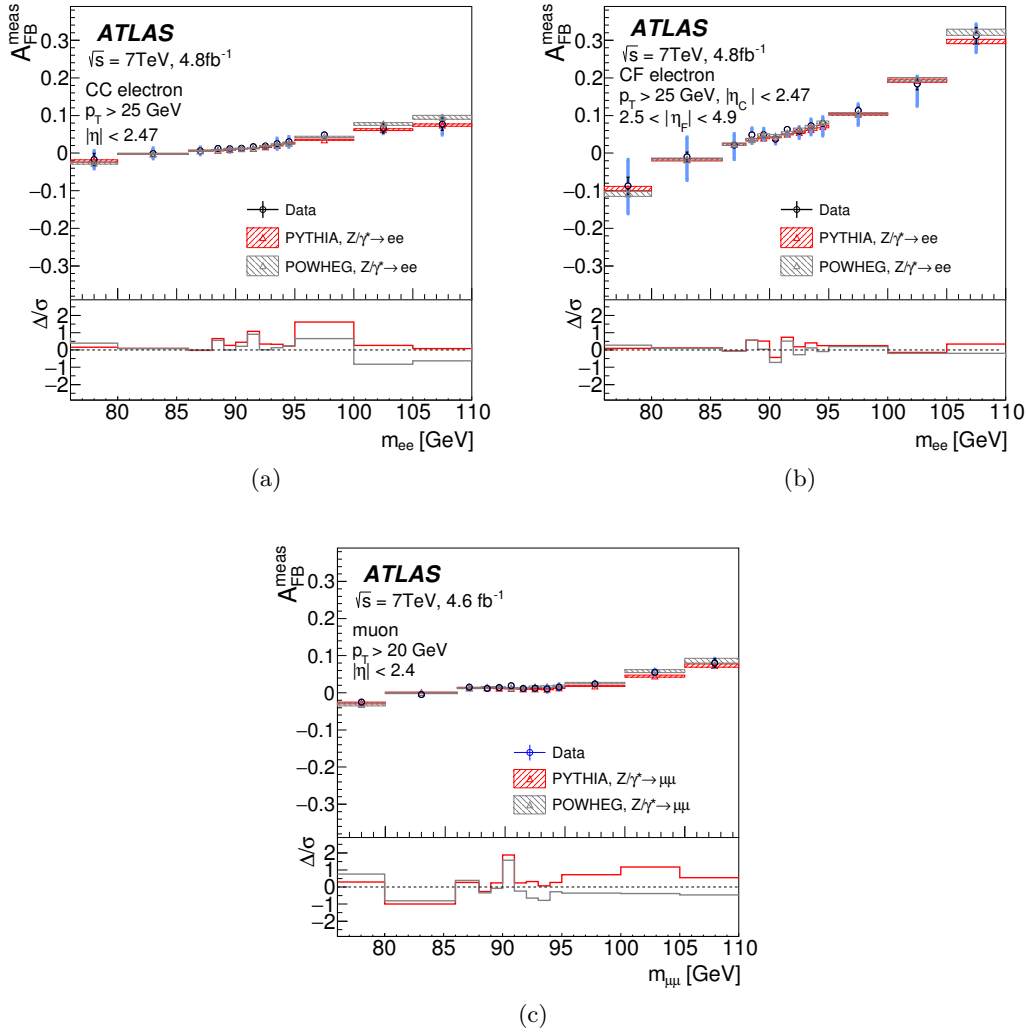 A_FB^meas
0.3
0.2
0.1
0
−0.1
−0.2
−0.3
ATLAS
√s = 7TeV, 4.8fb⁻¹
CC electron
p_T > 25 GeV
|η| < 2.47
Data
PYTHIA, Z/γ*→ee
POWHEG, Z/γ*→ee
Δ/σ
2
1
0
−1
−2
80 85 90 95 100 105 110
m_ee [GeV]
(a)
A_FB^meas
0.3
0.2
0.1
0
−0.1
−0.2
−0.3
ATLAS
√s = 7TeV, 4.8fb⁻¹
CF electron
p_T > 25 GeV, |η_C| < 2.47
2.5 < |η_F| < 4.9
Data
PYTHIA, Z/γ*→ee
POWHEG, Z/γ*→ee
Δ/σ
2
1
0
−1
−2
80 85 90 95 100 105 110
m_ee [GeV]
(b)
A_FB^meas
0.3
0.2
0.1
0
−0.1
−0.2
−0.3
ATLAS
√s = 7TeV, 4.6 fb⁻¹
muon
p_T > 20 GeV
|η| < 2.4
Data
PYTHIA, Z/γ*→μμ
POWHEG, Z/γ*→μμ
Δ/σ
2
1
0
−1
−2
80 85 90 95 100 105 110
m_μμ [GeV]
(c)